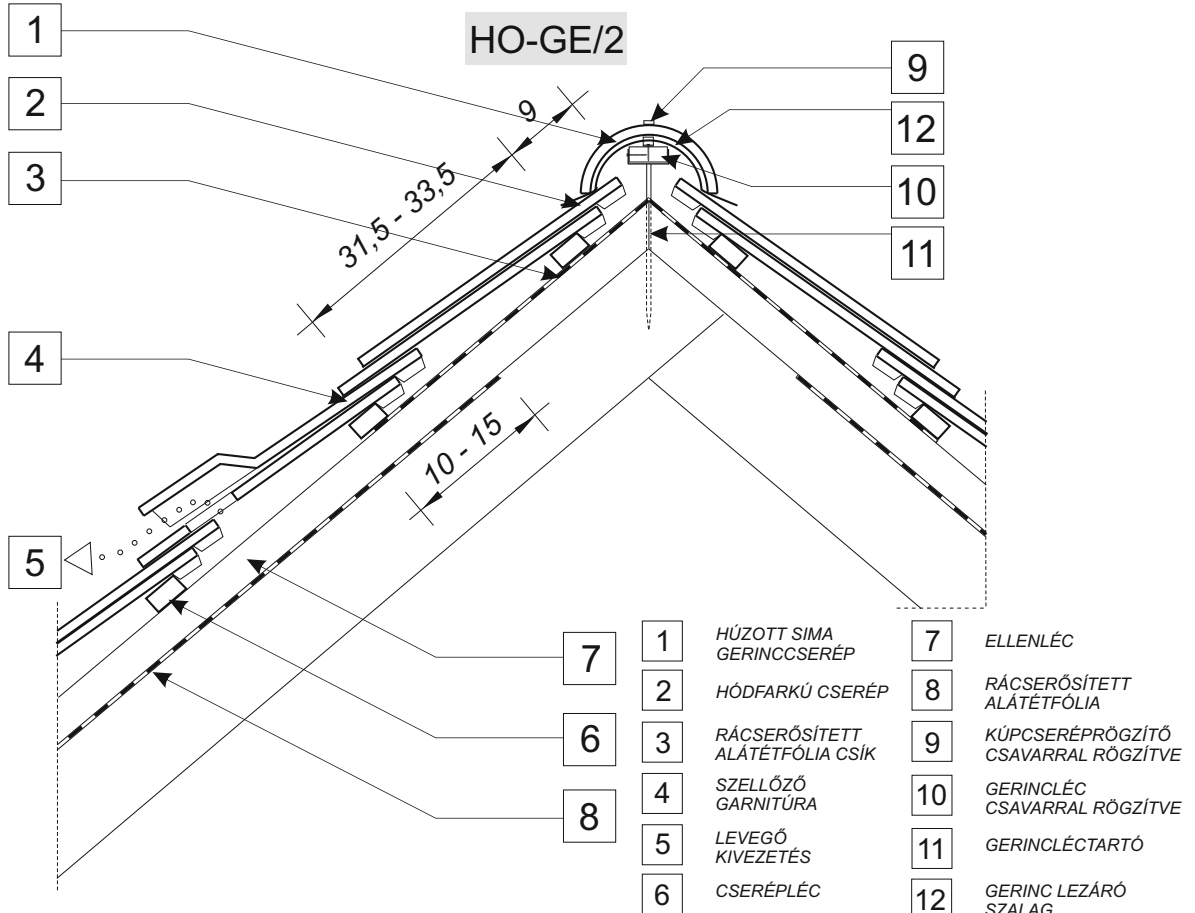 HO-GE/2
1
2
3
4
5
9
12
10
11
9
31,5 - 33,5
10 - 15
7
6
8
1 HÚZOTT SIMA
GERINCCSERÉP
2 HÓDFARKÚ CSERÉP
3 RÁCSERŐSÍTETT
ALÁTÉTFÓLIA CSÍK
4 SZELLŐZŐ
GARNITÚRA
5 LEVEGŐ
KIVEZETÉS
6 CSERÉPLÉC
7 ELLENLÉC
8 RÁCSERŐSÍTETT
ALÁTÉTFÓLIA
9 KÚPCSERÉPRÖGZÍTŐ
CSAVARRAL RÖGZÍTVE
10 GERINCLÉC
CSAVARRAL RÖGZÍTVE
11 GERINCLÉCTARTÓ
12 GERINC LEZÁRÓ
SZALAG